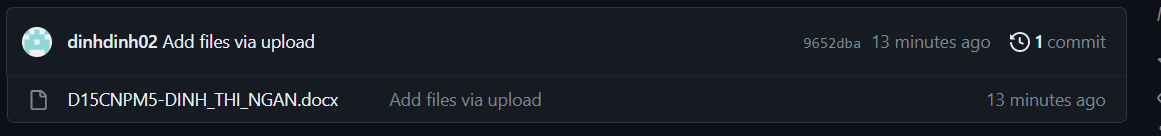 dinhdinh02 Add files via upload 9652dba 13 minutes ago 1 commit
D15CNPM5-DINH_THI_NGAN.docx Add files via upload 13 minutes ago